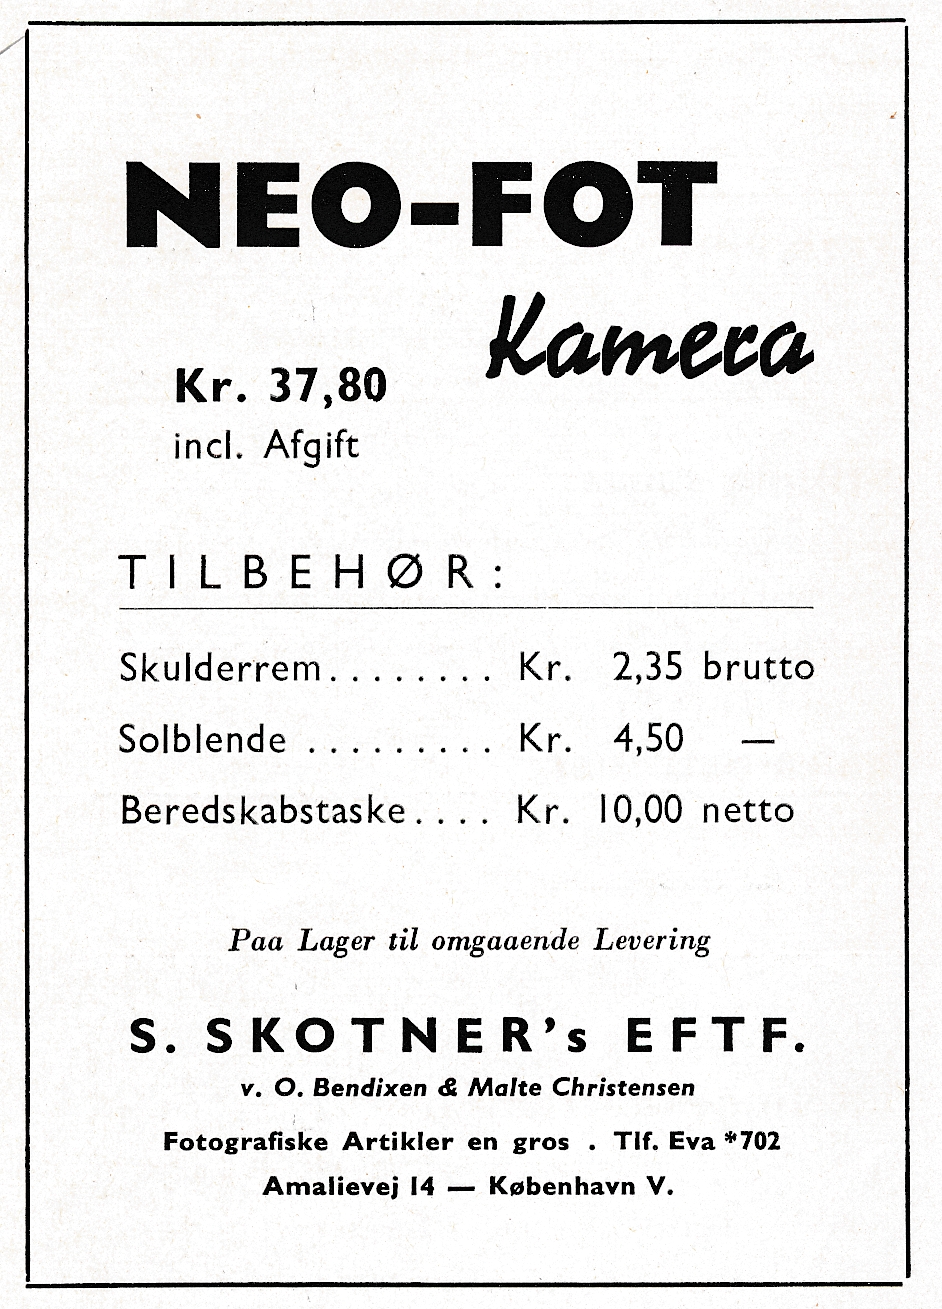 NEO-FOT
Kamera
Kr. 37,80
incl. Afgift
TILBEHØR:
Skulderrem........ Kr. 2,35 brutto
Solblende ......... Kr. 4,50 —
Beredskabstaske.... Kr. 10,00 netto
Paa Lager til omgaaende Levering
S. SKOTNER's EFTF.
v. O. Bendixen & Malte Christensen
Fotografiske Artikler en gros . Tlf. Eva *702
Amalievej 14 — København V.